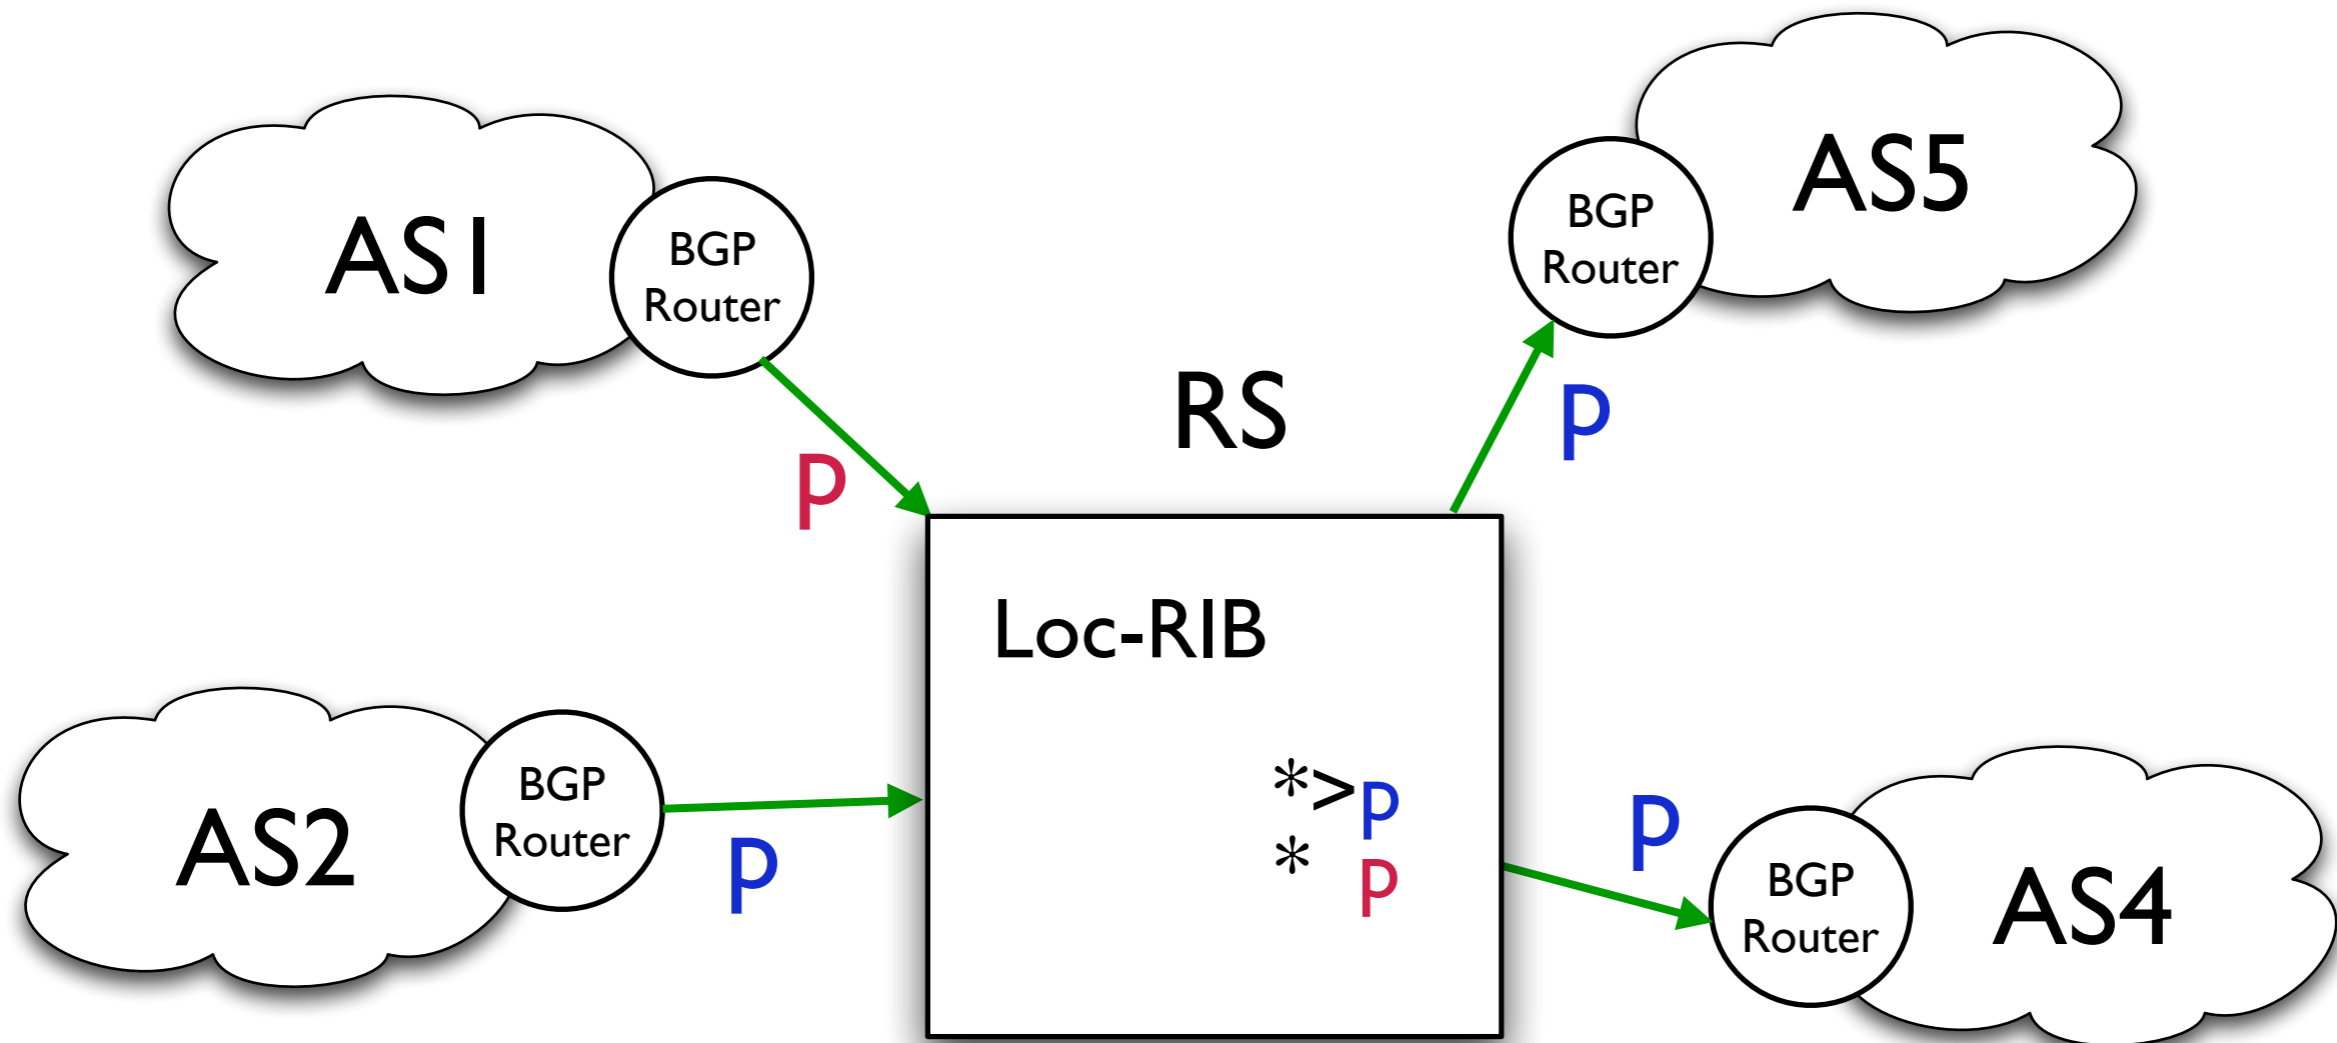 AS1
BGP
Router
p
AS2
BGP
Router
p
RS
Loc-RIB
*>p
* p
p
BGP
Router
AS5
p
BGP
Router
AS4